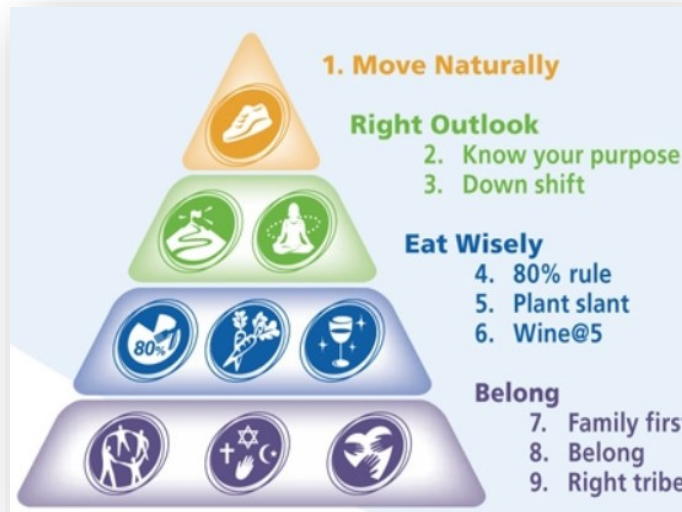 1. Move Naturally
Right Outlook
2. Know your purpose
3. Down shift
Eat Wisely
4. 80% rule
5. Plant slant
6. Wine@5
80%
Belong
7. Family first
8. Belong
9. Right tribe